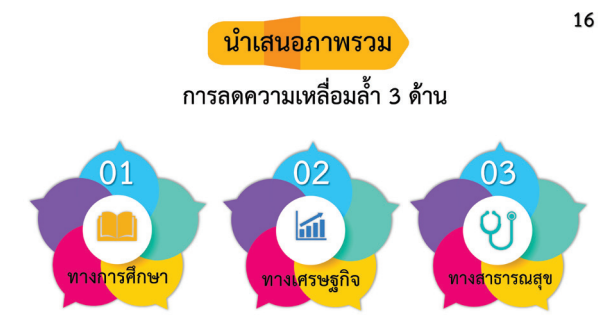 16
นำเสนอภาพรวม
การลดความเหลื่อมล้ำ 3 ด้าน
01
02
03
ทางการศึกษา
ทางเศรษฐกิจ
ทางสาธารณสุข